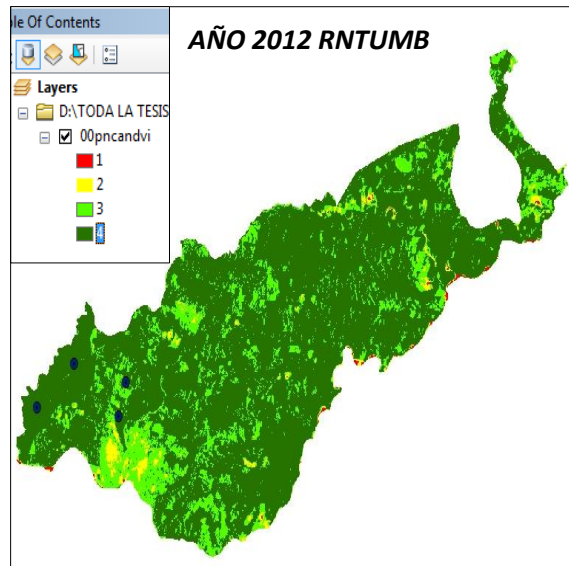 le Of Contents
AÑO 2012 RNTUMB
Layers
D:\TODA LA TESIS
00pncandvi
1
2
3
4